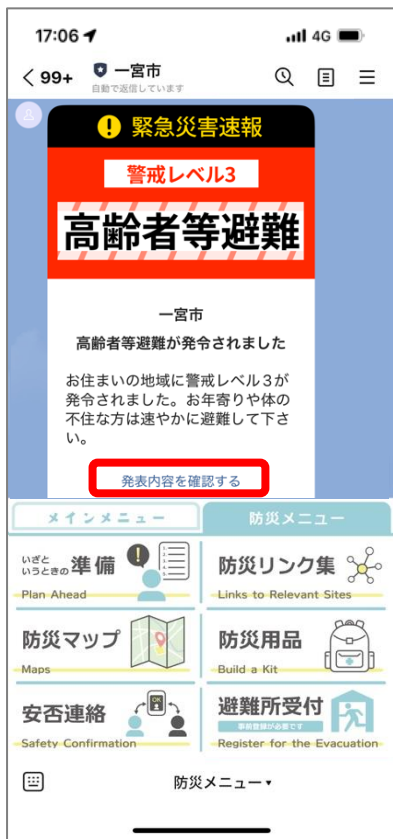 17:06
4G
99+
一宮市
自動で返信しています
緊急災害速報
警戒レベル3
高齢者等避難
一宮市
高齢者等避難が発令されました
お住まいの地域に警戒レベル３が
発令されました。お年寄りや体の
不住な方は速やかに避難して下さ
い。
発表内容を確認する
メインメニュー
防災メニュー
いざと
いうときの準備
Plan Ahead
防災リンク集
Links to Relevant Sites
防災マップ
Maps
防災用品
Build a Kit
安否連絡
OK
Safety Confirmation
避難所受付
事前登録が必要です
Register for the Evacuation
防災メニュー▾